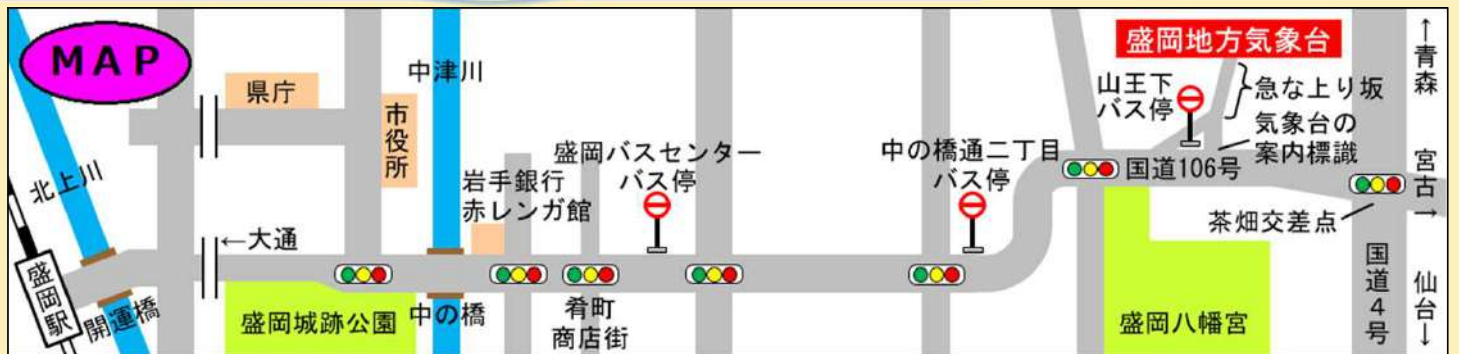 MAP
県庁
市役所
中津川
北上川
盛岡駅
開運橋
←大通
盛岡城跡公園
中の橋
岩手銀行
赤レンガ館
肴町
商店街
盛岡バスセンター
バス停
中の橋通二丁目
バス停
盛岡地方気象台
山王下
バス停
急な上り坂
気象台の
案内標識
国道106号
盛岡八幡宮
茶畑交差点
国道4号
↑青森
宮古→
仙台↓